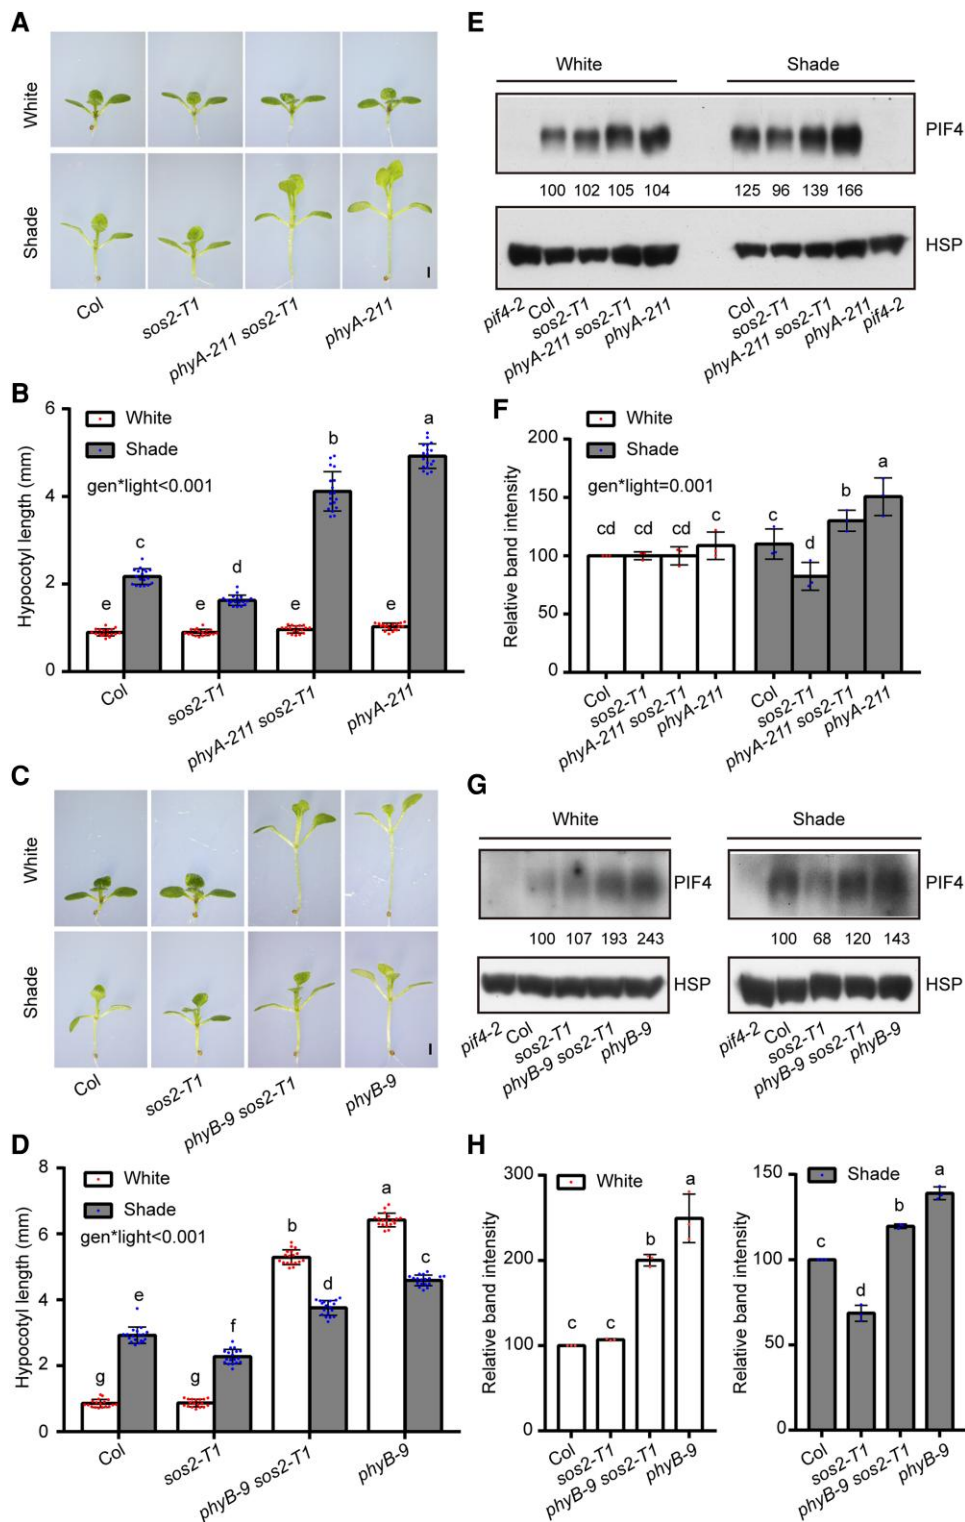 A
White
Shade
Col
sos2-T1
phyA-211 sos2-T1
phyA-211
B
Hypocotyl length (mm)
6
4
2
0
White
Shade
gen*light<0.001
e
c
e
d
e
b
e
a
Col
sos2-T1
phyA-211 sos2-T1
phyA-211
C
White
Shade
Col
sos2-T1
phyB-9 sos2-T1
phyB-9
D
Hypocotyl length (mm)
8
6
4
2
0
White
Shade
gen*light<0.001
g
e
g
f
b
d
a
c
Col
sos2-T1
phyB-9 sos2-T1
phyB-9
E
White Shade
PIF4
100 102 105 104 125 96 139 166
HSP
pif4-2
Col
sos2-T1
phyA-211 sos2-T1
phyA-211
Col
sos2-T1
phyA-211 sos2-T1
phyA-211
pif4-2
F
Relative band intensity
200
150
100
50
0
White
Shade
gen*light=0.001
cd cd cd c c d b a
Col
sos2-T1
phyA-211 sos2-T1
phyA-211
Col
sos2-T1
phyA-211 sos2-T1
phyA-211
G
White
PIF4
100 107 193 243
HSP
pif4-2
Col
sos2-T1
phyB-9 sos2-T1
phyB-9
Shade
PIF4
100 68 120 143
HSP
pif4-2
Col
sos2-T1
phyB-9 sos2-T1
phyB-9
H
Relative band intensity
300
200
100
0
White
c c b a
Col
sos2-T1
phyB-9 sos2-T1
phyB-9
Relative band intensity
150
100
50
0
Shade
c d b a
Col
sos2-T1
phyB-9 sos2-T1
phyB-9